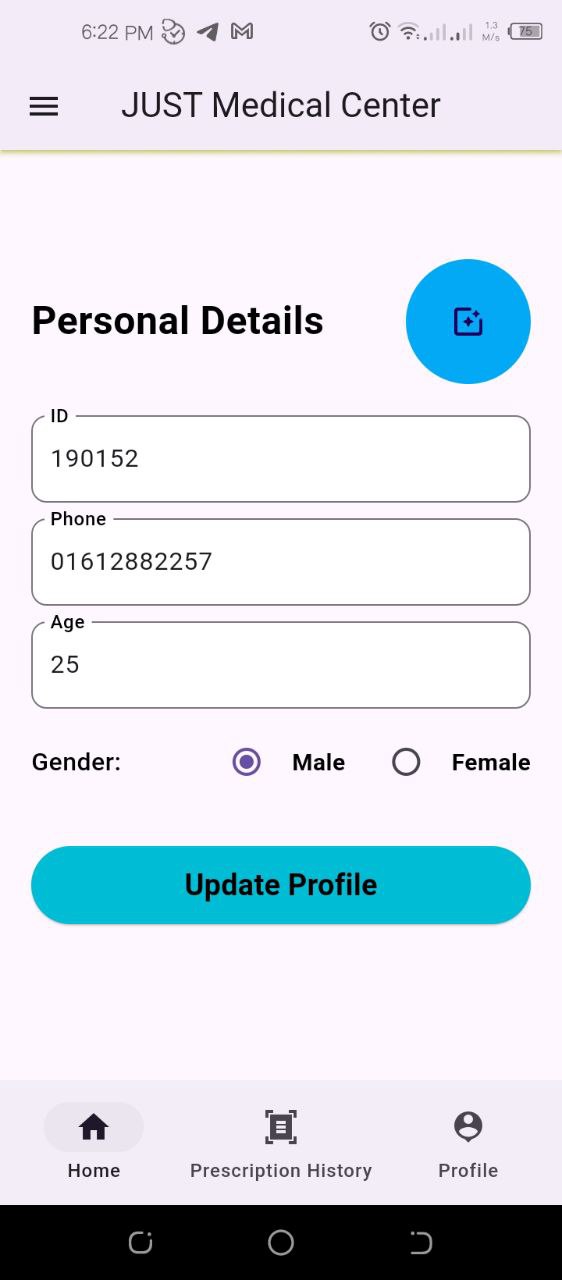 6:22 PM
1.3
M/s
75
JUST Medical Center
Personal Details
ID
190152
Phone
01612882257
Age
25
Gender: Male Female
Update Profile
Home Prescription History Profile